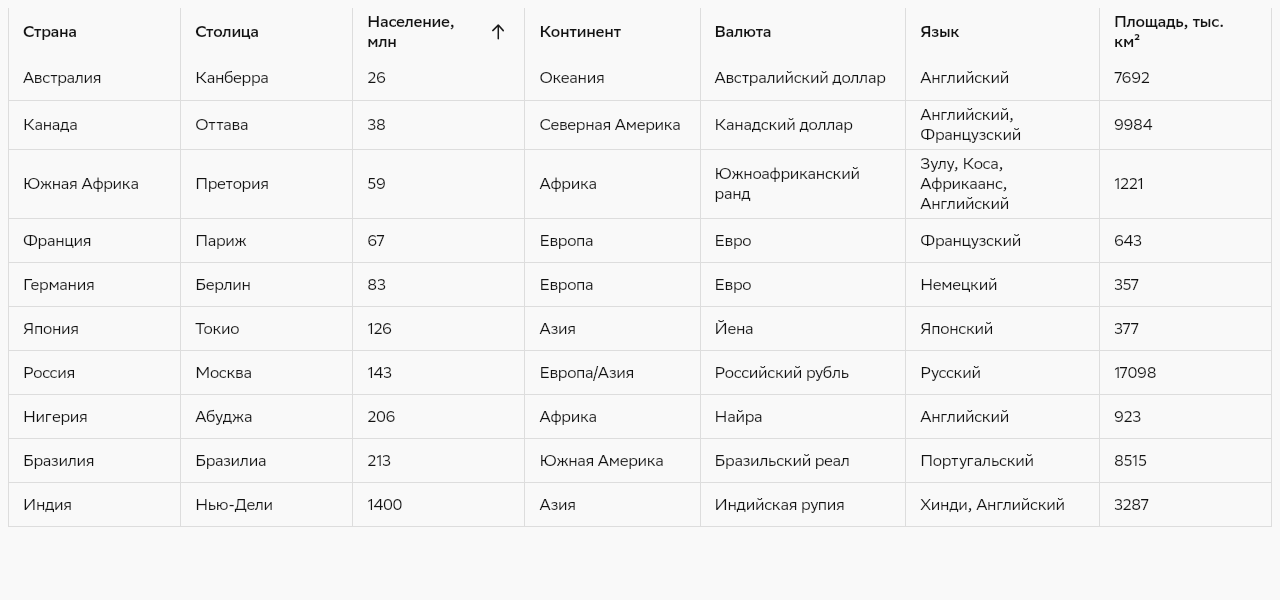 Страна Столица Население, млн Континент Валюта Язык Площадь, тыс. км²
Австралия Канберра 26 Океания Австралийский доллар Английский 7692
Канада Оттава 38 Северная Америка Канадский доллар Английский, Французский 9984
Южная Африка Претория 59 Африка Южноафриканский ранд Зулу, Коса, Африкаанс, Английский 1221
Франция Париж 67 Европа Евро Французский 643
Германия Берлин 83 Европа Евро Немецкий 357
Япония Токио 126 Азия Йена Японский 377
Россия Москва 143 Европа/Азия Российский рубль Русский 17098
Нигерия Абуджа 206 Африка Найра Английский 923
Бразилия Бразилиа 213 Южная Америка Бразильский реал Португальский 8515
Индия Нью-Дели 1400 Азия Индийская рупия Хинди, Английский 3287